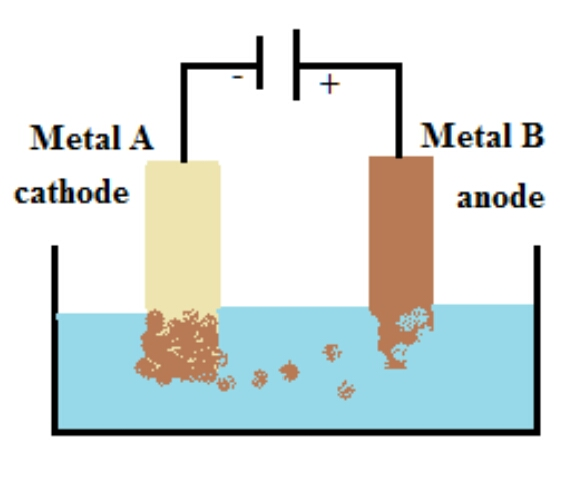 - +
Metal A
cathode
Metal B
anode